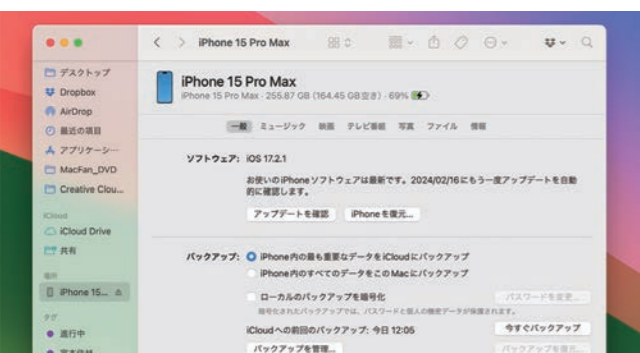 iPhone 15 Pro Max
デスクトップ
Dropbox
AirDrop
最近の項目
アプリケーシ…
MacFan_DVD
Creative Clou...
iCloud
iCloud Drive
共有
場所
iPhone 15...
タグ
進行中
iPhone 15 Pro Max
iPhone 15 Pro Max · 255.87 GB (164.45 GB空き) · 69%
一般 ミュージック 映画 テレビ番組 写真 ファイル 情報
ソフトウェア: iOS 17.2.1
お使いのiPhoneソフトウェアは最新です。2024/02/16にもう一度アップデートを自動
的に確認します。
アップデートを確認 iPhoneを復元...
バックアップ: iPhone内の最も重要なデータをiCloudにバックアップ
iPhone内のすべてのデータをこのMacにバックアップ
ローカルのバックアップを暗号化 パスワードを変更...
暗号化されたバックアップでは、パスワードと個人の機密データが保護されます。
iCloudへの前回のバックアップ: 今日 12:05 今すぐバックアップ
バックアップを管理... バックアップを復元...